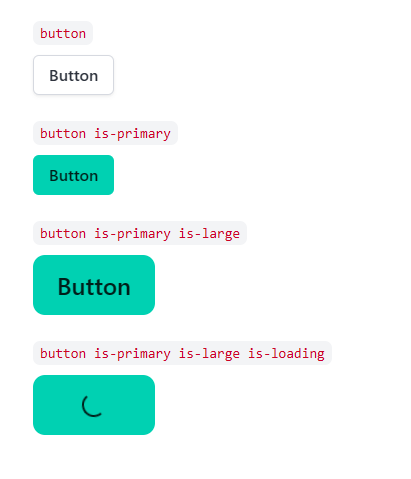 button
Button
button is-primary
Button
button is-primary is-large
Button
button is-primary is-large is-loading